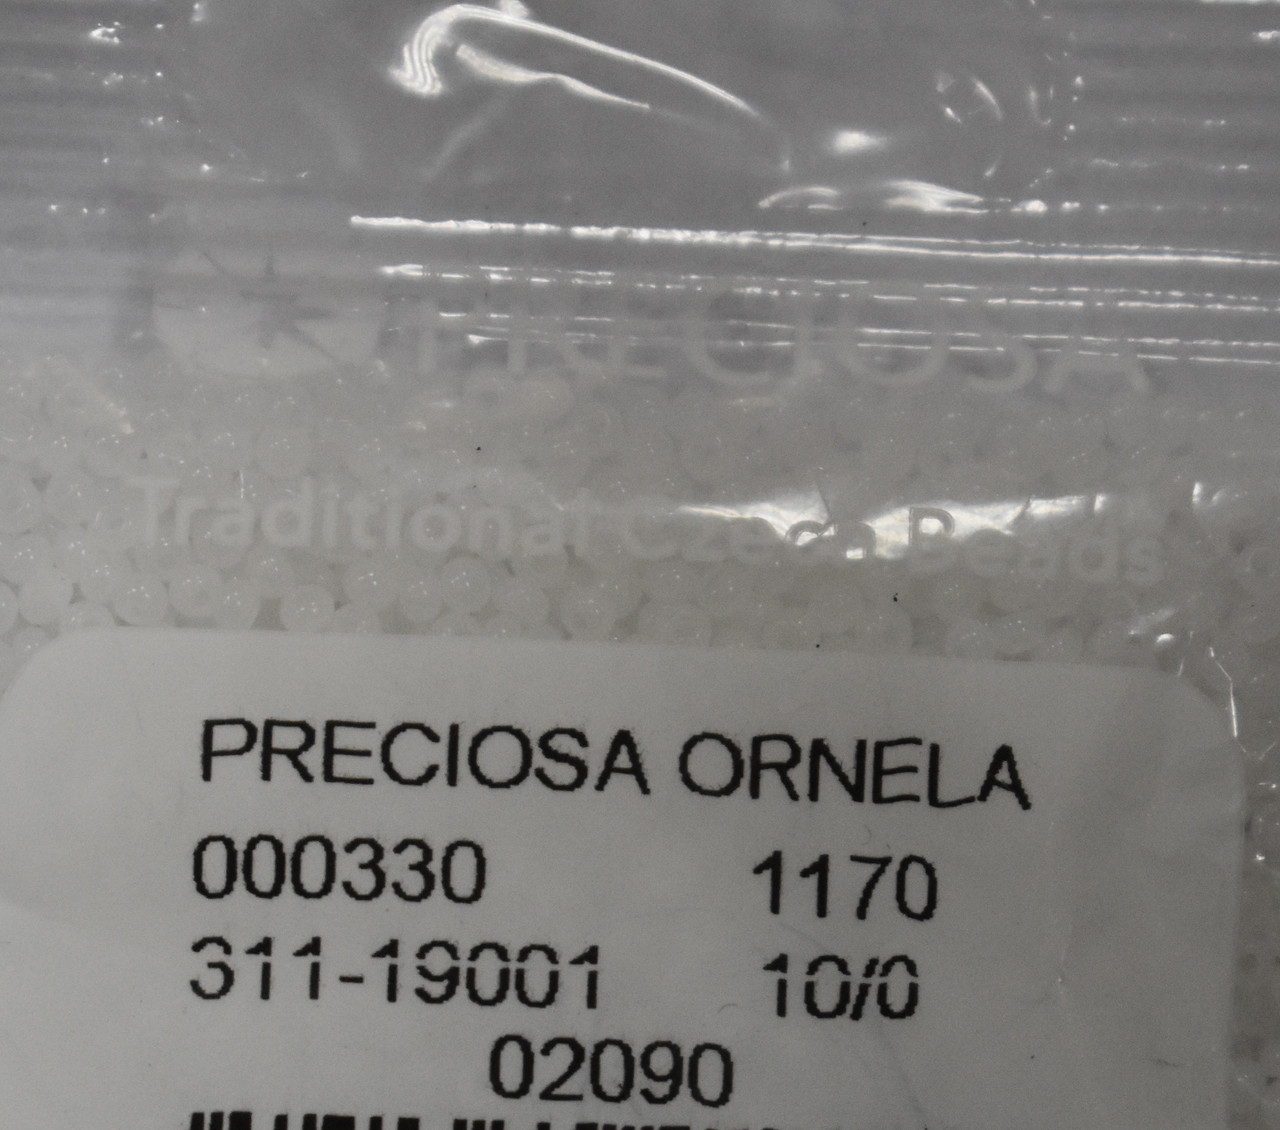 PRECIOSA
Traditional Czech Beads
PRECIOSA ORNELA
000330 1170
311-19001 10/0
02090